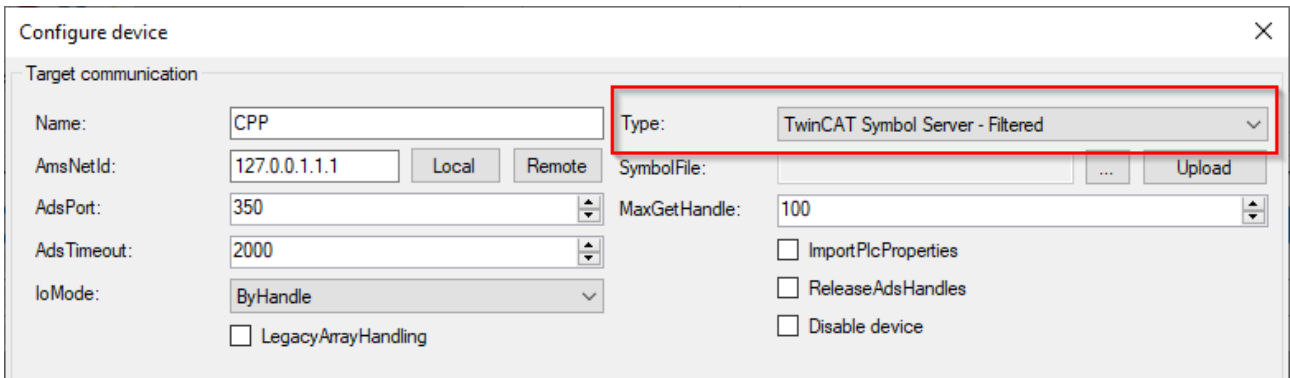 Configure device
Target communication
Name: CPP Type: TwinCAT Symbol Server - Filtered
AmsNetId: 127.0.0.1.1.1 Local Remote SymbolFile: ... Upload
AdsPort: 350 MaxGetHandle: 100
AdsTimeout: 2000 ImportPlcProperties
IoMode: ByHandle ReleaseAdsHandles
LegacyArrayHandling Disable device